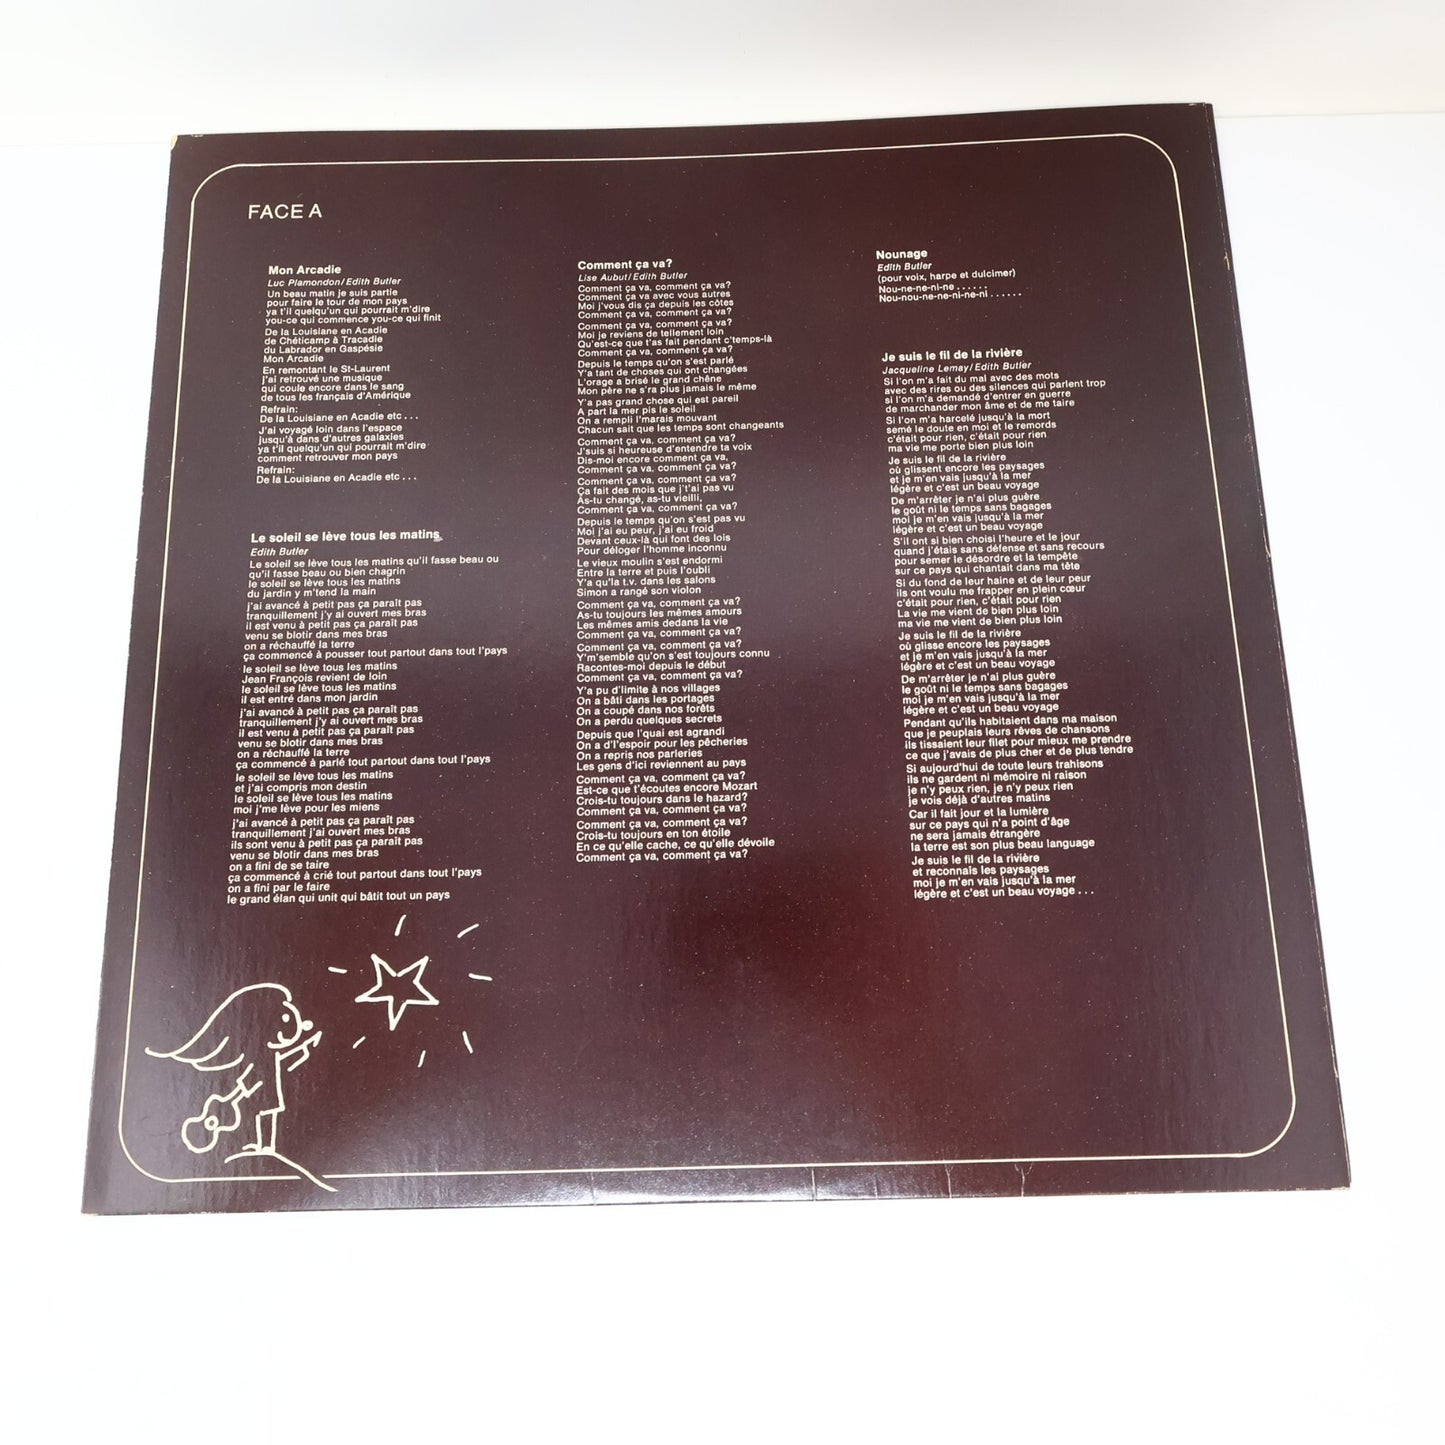 FACE A
Mon Arcadie
Luc Plamondon/Edith Butler
Un beau matin je suis partie
pour faire le tour de mon pays
ya t'il quelqu'un qui pourrait m'dire
you-ce qui commence you-ce qui finit
De la Louisiane en Acadie
de Chéticamp à Tracadie
du Labrador en Gaspésie
Mon Arcadie
En remontant le St-Laurent
j'ai retrouvé une musique
qui coule encore dans le sang
de tous les français d'Amérique
Refrain:
De la Louisiane en Acadie etc . . .
J'ai voyagé loin dans l'espace
jusqu'à dans d'autres galaxies
ya t'il quelqu'un qui pourrait m'dire
comment retrouver mon pays
Refrain:
De la Louisiane en Acadie etc . . .
Le soleil se lève tous les matins
Edith Butler
Le soleil se lève tous les matins qu'il fasse beau ou
qu'il fasse beau ou bien chagrin
le soleil se lève tous les matins
du jardin y m'tend la main
j'ai avancé à petit pas ça paraît pas
tranquillement j'y ai ouvert mes bras
il est venu à petit pas ça paraît pas
venu se blotir dans mes bras
on a réchauffé la terre
ça commencé à pousser tout partout dans tout l'pays
le soleil se lève tous les matins
Jean François revient de loin
le soleil se lève tous les matins
il est entré dans mon jardin
j'ai avancé à petit pas ça paraît pas
tranquillement j'y ai ouvert mes bras
il est venu à petit pas ça paraît pas
venu se blotir dans mes bras
on a réchauffé la terre
ça commencé à parlé tout partout dans tout l'pays
le soleil se lève tous les matins
et j'ai compris mon destin
le soleil se lève tous les matins
moi j'me lève pour les miens
j'ai avancé à petit pas ça paraît pas
tranquillement j'ai ouvert mes bras
ils sont venu à petit pas ça paraît pas
venu se blotir dans mes bras
on a fini de se taire
ça commencé à crié tout partout dans tout l'pays
on a fini par le faire
le grand élan qui unit qui bâtit tout un pays
Comment ça va?
Lise Aubut/Edith Butler
Comment ça va, comment ça va?
Comment ça va avec vous autres
Moi j'vous dis ça depuis les côtes
Comment ça va, comment ça va?
Comment ça va, comment ça va?
Moi je reviens de tellement loin
Qu'est-ce que t'as fait pendant c'temps-là
Comment ça va, comment ça va?
Depuis le temps qu'on s'est parlé
Y'a tant de choses qui ont changées
L'orage a brisé le grand chêne
Mon père ne s'ra plus jamais le même
Y'a pas grand chose qui est pareil
A part la mer pis le soleil
On a rempli l'marais mouvant
Chacun sait que les temps sont changeants
Comment ça va, comment ça va?
J'suis si heureuse d'entendre ta voix
Dis-moi encore comment ça va,
Comment ça va, comment ça va?
Comment ça va, comment ça va?
Ça fait des mois que j't'ai pas vu
As-tu changé, as-tu vieilli,
Comment ça va, comment ça va?
Depuis le temps qu'on s'est pas vu
Moi j'ai eu peur, j'ai eu froid
Devant ceux-là qui font des lois
Pour déloger l'homme inconnu
Le vieux moulin s'est endormi
Entre la terre et puis l'oubli
Y'a qu'la t.v. dans les salons
Simon a rangé son violon
Comment ça va, comment ça va?
As-tu toujours les mêmes amours
Les mêmes amis dedans la vie
Comment ça va, comment ça va?
Comment ça va, comment ça va?
Y'm'semble qu'on s'est toujours connu
Racontes-moi depuis le début
Comment ça va, comment ça va?
Y'a pu d'limite à nos villages
On a bâti dans les portages
On a coupé dans nos forêts
On a perdu quelques secrets
Depuis que l'quai est agrandi
On a d'l'espoir pour les pêcheries
On a repris nos parleries
Les gens d'ici reviennent au pays
Comment ça va, comment ça va?
Est-ce que t'écoutes encore Mozart
Crois-tu toujours dans le hazard?
Comment ça va, comment ça va?
Comment ça va, comment ça va?
Crois-tu toujours en ton étoile
En ce qu'elle cache, ce qu'elle dévoile
Comment ça va, comment ça va?
Nounage
Edith Butler
(pour voix, harpe et dulcimer)
Nou-ne-ne-ni-ne . . . . . .
Nou-nou-ne-ne-ni-ne-ni . . . . . .
Je suis le fil de la rivière
Jacqueline Lemay/Edith Butler
Si l'on m'a fait du mal avec des mots
avec des rires ou des silences qui parlent trop
si l'on m'a demandé d'entrer en guerre
de marchander mon âme et de me taire
Si l'on m'a harcelé jusqu'à la mort
semé le doute en moi et le remords
c'était pour rien, c'était pour rien
ma vie me porte bien plus loin
Je suis le fil de la rivière
où glissent encore les paysages
et je m'en vais jusqu'à la mer
légère et c'est un beau voyage
De m'arrêter je n'ai plus guère
le goût ni le temps sans bagages
moi je m'en vais jusqu'à la mer
légère et c'est un beau voyage
S'il ont si bien choisi l'heure et le jour
quand j'étais sans défense et sans recours
pour semer le désordre et la tempête
sur ce pays qui chantait dans ma tête
Si du fond de leur haine et de leur peur
ils ont voulu me frapper en plein cœur
c'était pour rien, c'était pour rien
La vie me vient de bien plus loin
ma vie me vient de bien plus loin
Je suis le fil de la rivière
où glisse encore les paysages
et je m'en vais jusqu'à la mer
légère et c'est un beau voyage
De m'arrêter je n'ai plus guère
le goût ni le temps sans bagages
moi je m'en vais jusqu'à la mer
légère et c'est un beau voyage
Pendant qu'ils habitaient dans ma maison
que je peuplais leurs rêves de chansons
ils tissaient leur filet pour mieux me prendre
ce que j'avais de plus cher et de plus tendre
Si aujourd'hui de toute leurs trahisons
ils ne gardent ni mémoire ni raison
je n'y peux rien, je n'y peux rien
je vois déjà d'autres matins
Car il fait jour et la lumière
sur ce pays qui n'a point d'âge
ne sera jamais étrangère
la terre est son plus beau language
Je suis le fil de la rivière
et reconnais les paysages
moi je m'en vais jusqu'à la mer
légère et c'est un beau voyage . . .